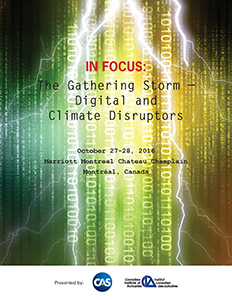 IN FOCUS:
The Gathering Storm –
Digital and
Climate Disruptors
October 27-28, 2016
Marriott Montreal Chateau Champlain
Montréal, Canada
Presented by:
CAS
Canadian Institute of Actuaries
CIA
Institut canadien des actuaires